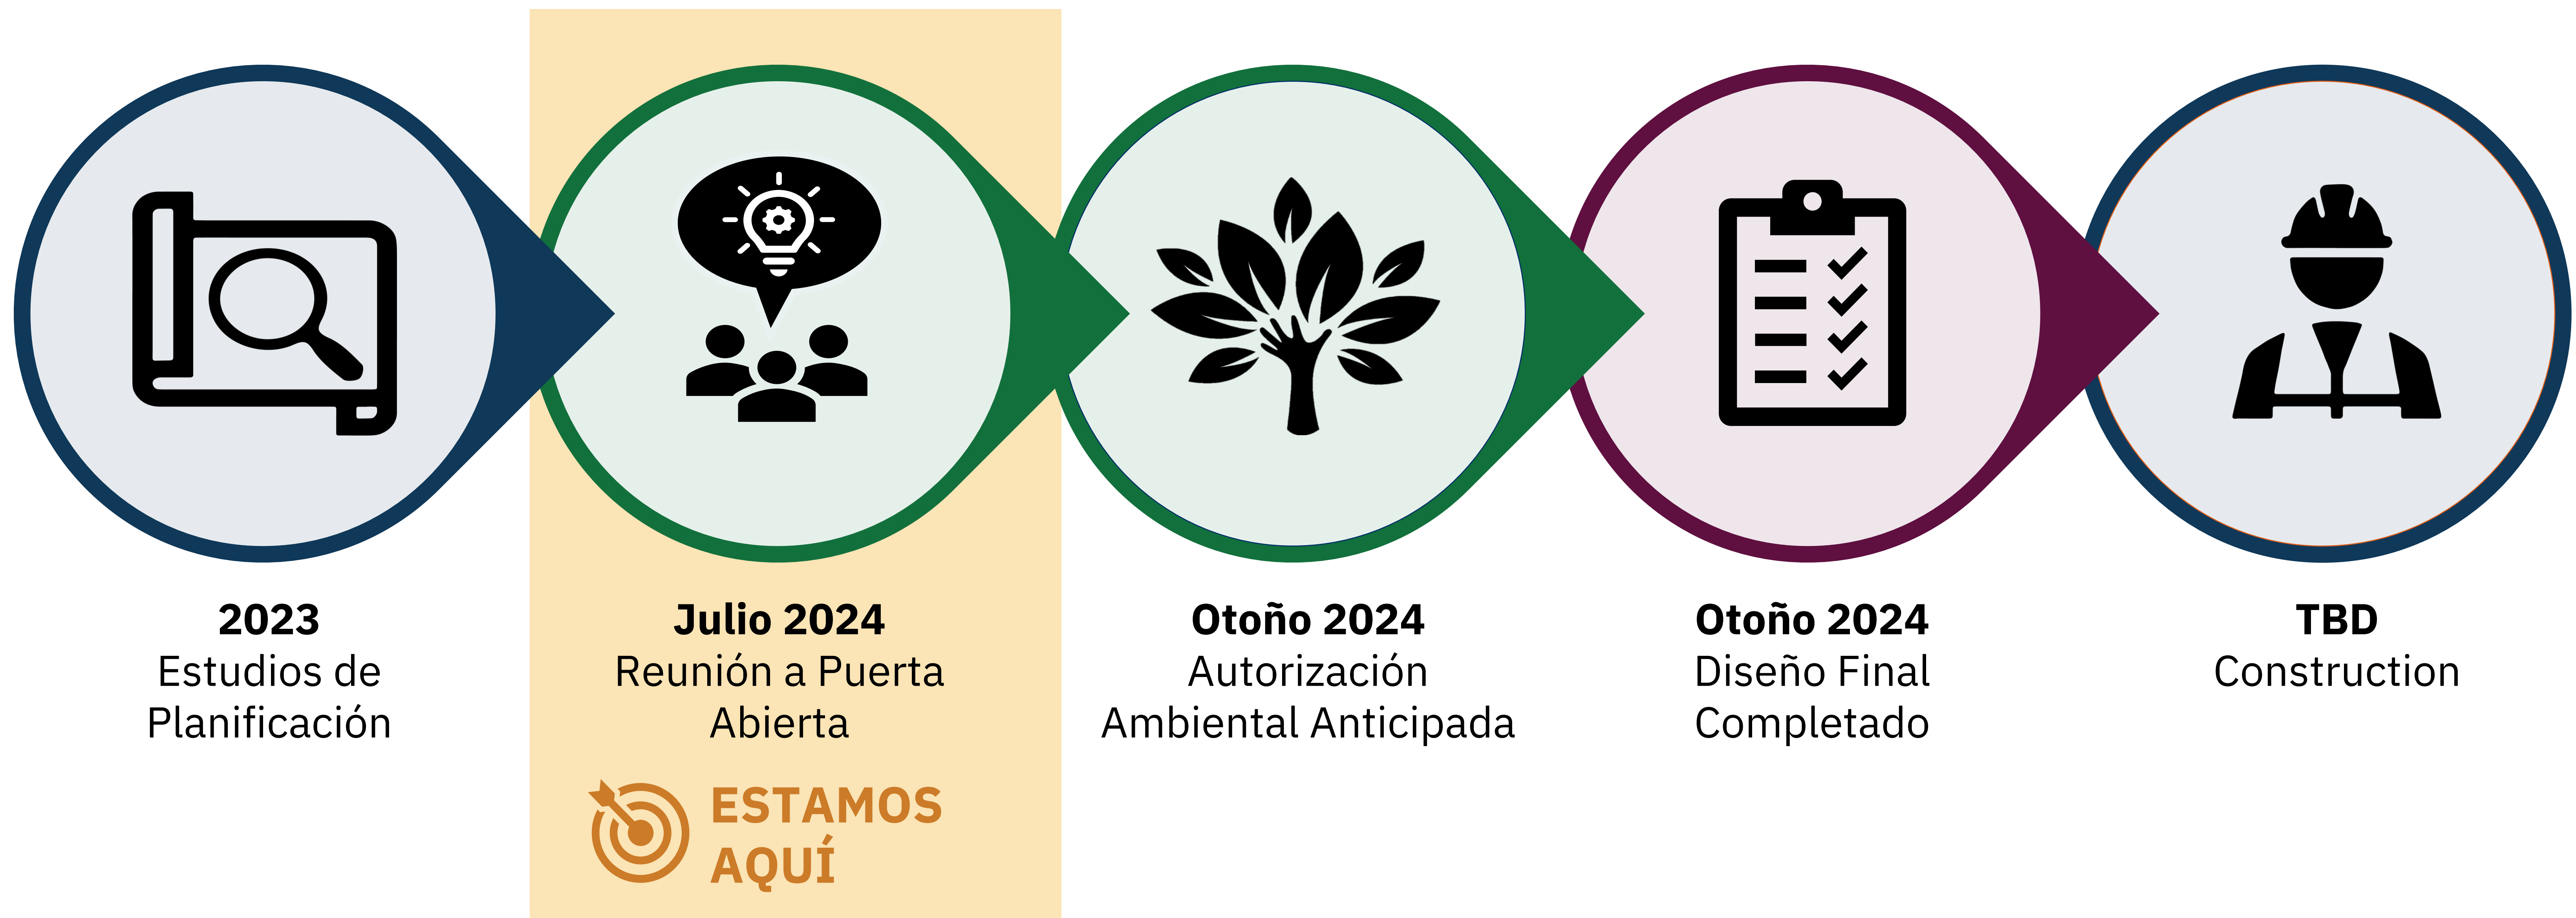 2023
Estudios de
Planificación
Julio 2024
Reunión a Puerta
Abierta
ESTAMOS
AQUÍ
Otoño 2024
Autorización
Ambiental Anticipada
Otoño 2024
Diseño Final
Completado
TBD
Construction